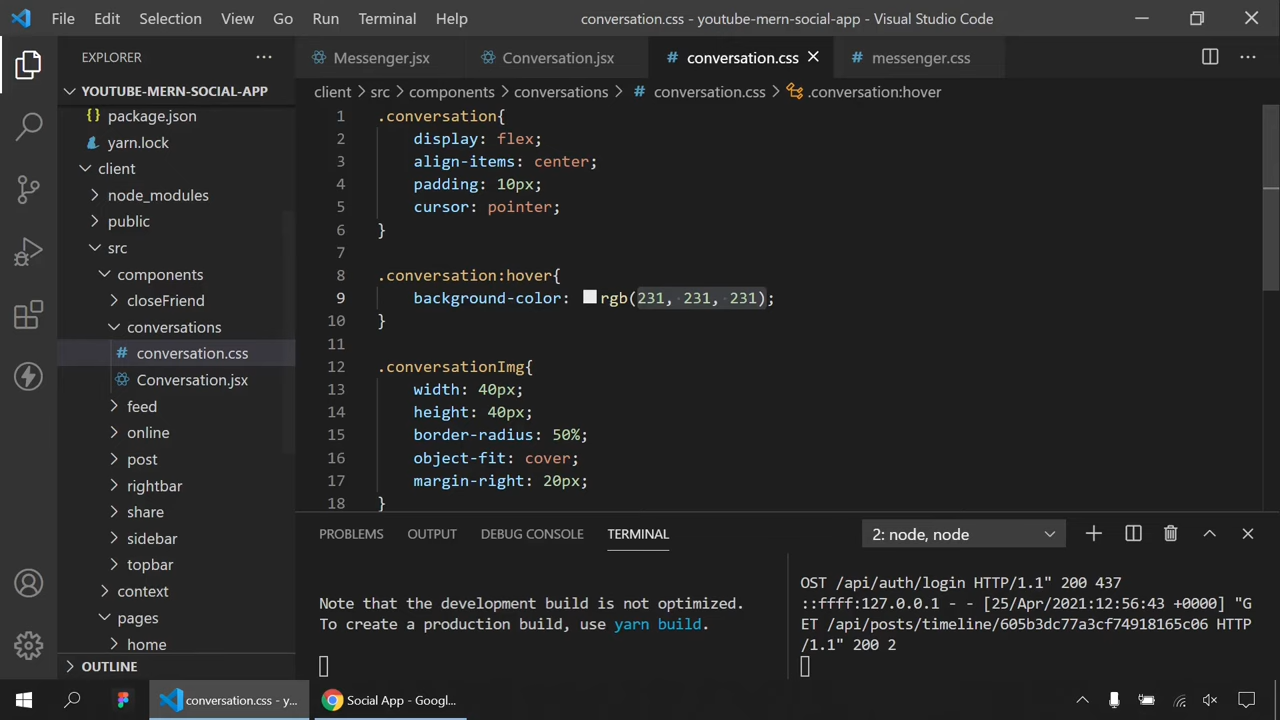 File Edit Selection View Go Run Terminal Help conversation.css - youtube-mern-social-app - Visual Studio Code
EXPLORER
YOUTUBE-MERN-SOCIAL-APP
package.json
yarn.lock
client
node_modules
public
src
components
closeFriend
conversations
# conversation.css
Conversation.jsx
feed
online
post
rightbar
share
sidebar
topbar
context
pages
home
OUTLINE
Messenger.jsx Conversation.jsx # conversation.css # messenger.css
client > src > components > conversations > # conversation.css > .conversation:hover
1 .conversation{
2 display: flex;
3 align-items: center;
4 padding: 10px;
5 cursor: pointer;
6 }
7
8 .conversation:hover{
9 background-color: rgb(231, 231, 231);
10 }
11
12 .conversationImg{
13 width: 40px;
14 height: 40px;
15 border-radius: 50%;
16 object-fit: cover;
17 margin-right: 20px;
18 }
PROBLEMS OUTPUT DEBUG CONSOLE TERMINAL 2: node, node
Note that the development build is not optimized.
To create a production build, use yarn build.
OST /api/auth/login HTTP/1.1" 200 437
::ffff:127.0.0.1 - - [25/Apr/2021:12:56:43 +0000] "G
ET /api/posts/timeline/605b3dc77a3cf74918165c06 HTTP
/1.1" 200 2
conversation.css - y... Social App - Googl...